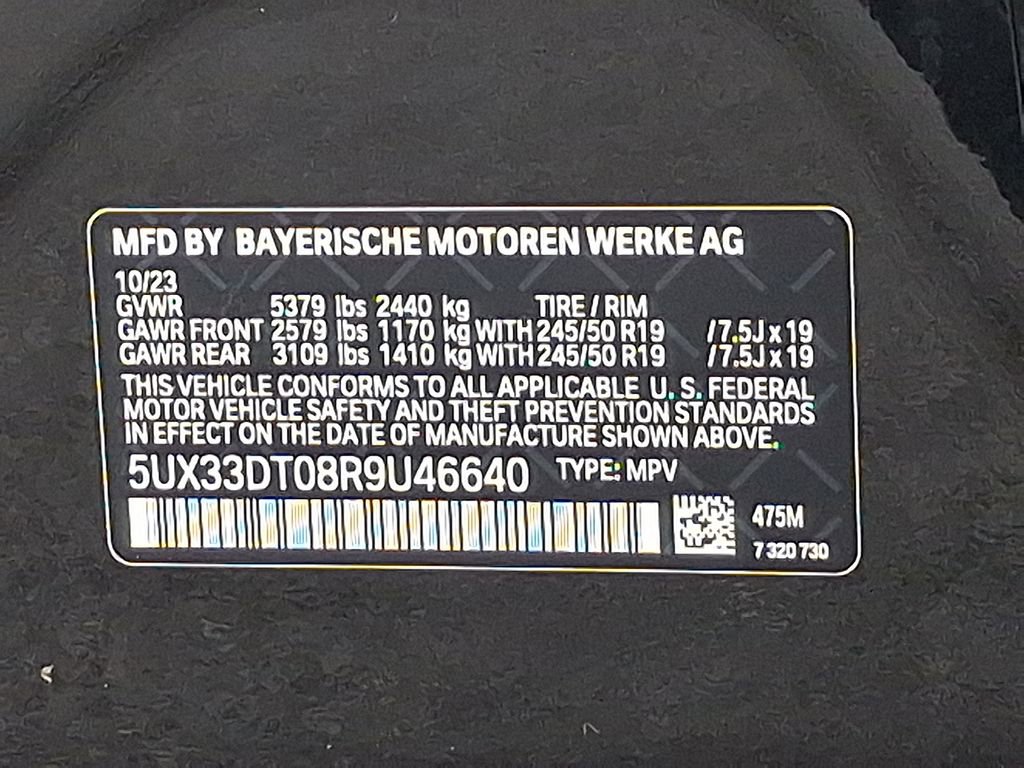 MFD BY BAYERISCHE MOTOREN WERKE AG
10/23
GVWR 5379 lbs 2440 kg TIRE / RIM
GAWR FRONT 2579 lbs 1170 kg WITH 245/50 R19 /7.5J x 19
GAWR REAR 3109 lbs 1410 kg WITH 245/50 R19 /7.5J x 19
THIS VEHICLE CONFORMS TO ALL APPLICABLE U. S. FEDERAL
MOTOR VEHICLE SAFETY AND THEFT PREVENTION STANDARDS
IN EFFECT ON THE DATE OF MANUFACTURE SHOWN ABOVE.
5UX33DT08R9U46640 TYPE: MPV
475M
7 320 730